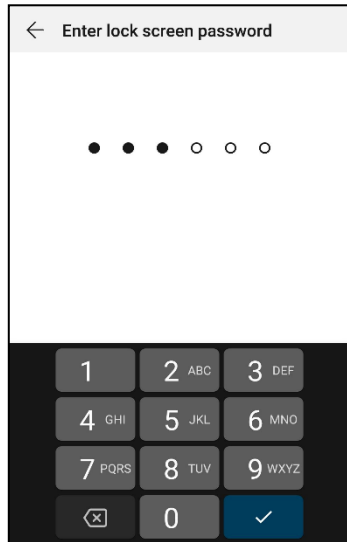 Enter lock screen password
1 2 ABC 3 DEF
4 GHI 5 JKL 6 MNO
7 PQRS 8 TUV 9 WXYZ
0